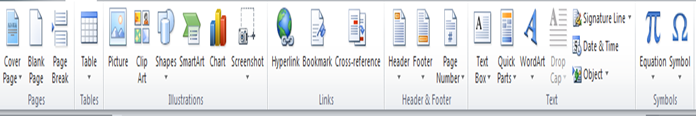 Cover Page
Blank Page
Page Break
Pages
Table
Tables
Picture
Clip Art
Shapes
SmartArt
Chart
Screenshot
Illustrations
Hyperlink
Bookmark
Cross-reference
Links
Header
Footer
Page Number
Header & Footer
Text Box
Quick Parts
WordArt
Drop Cap
Signature Line
Date & Time
Object
Text
Equation
Symbol
Symbols